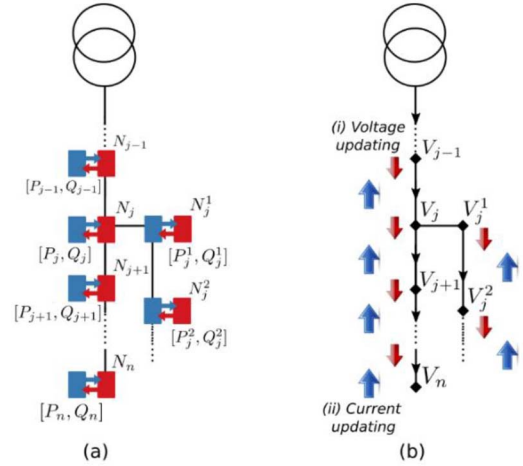 N_{j-1}
[P_{j-1}, Q_{j-1}]
N_j
N_j^1
[P_j, Q_j]
[P_j^1, Q_j^1]
N_{j+1}
N_j^2
[P_{j+1}, Q_{j+1}]
[P_j^2, Q_j^2]
N_n
[P_n, Q_n]
(a)
(i) Voltage
updating
V_{j-1}
V_j
V_j^1
V_{j+1}
V_j^2
V_n
(ii) Current
updating
(b)